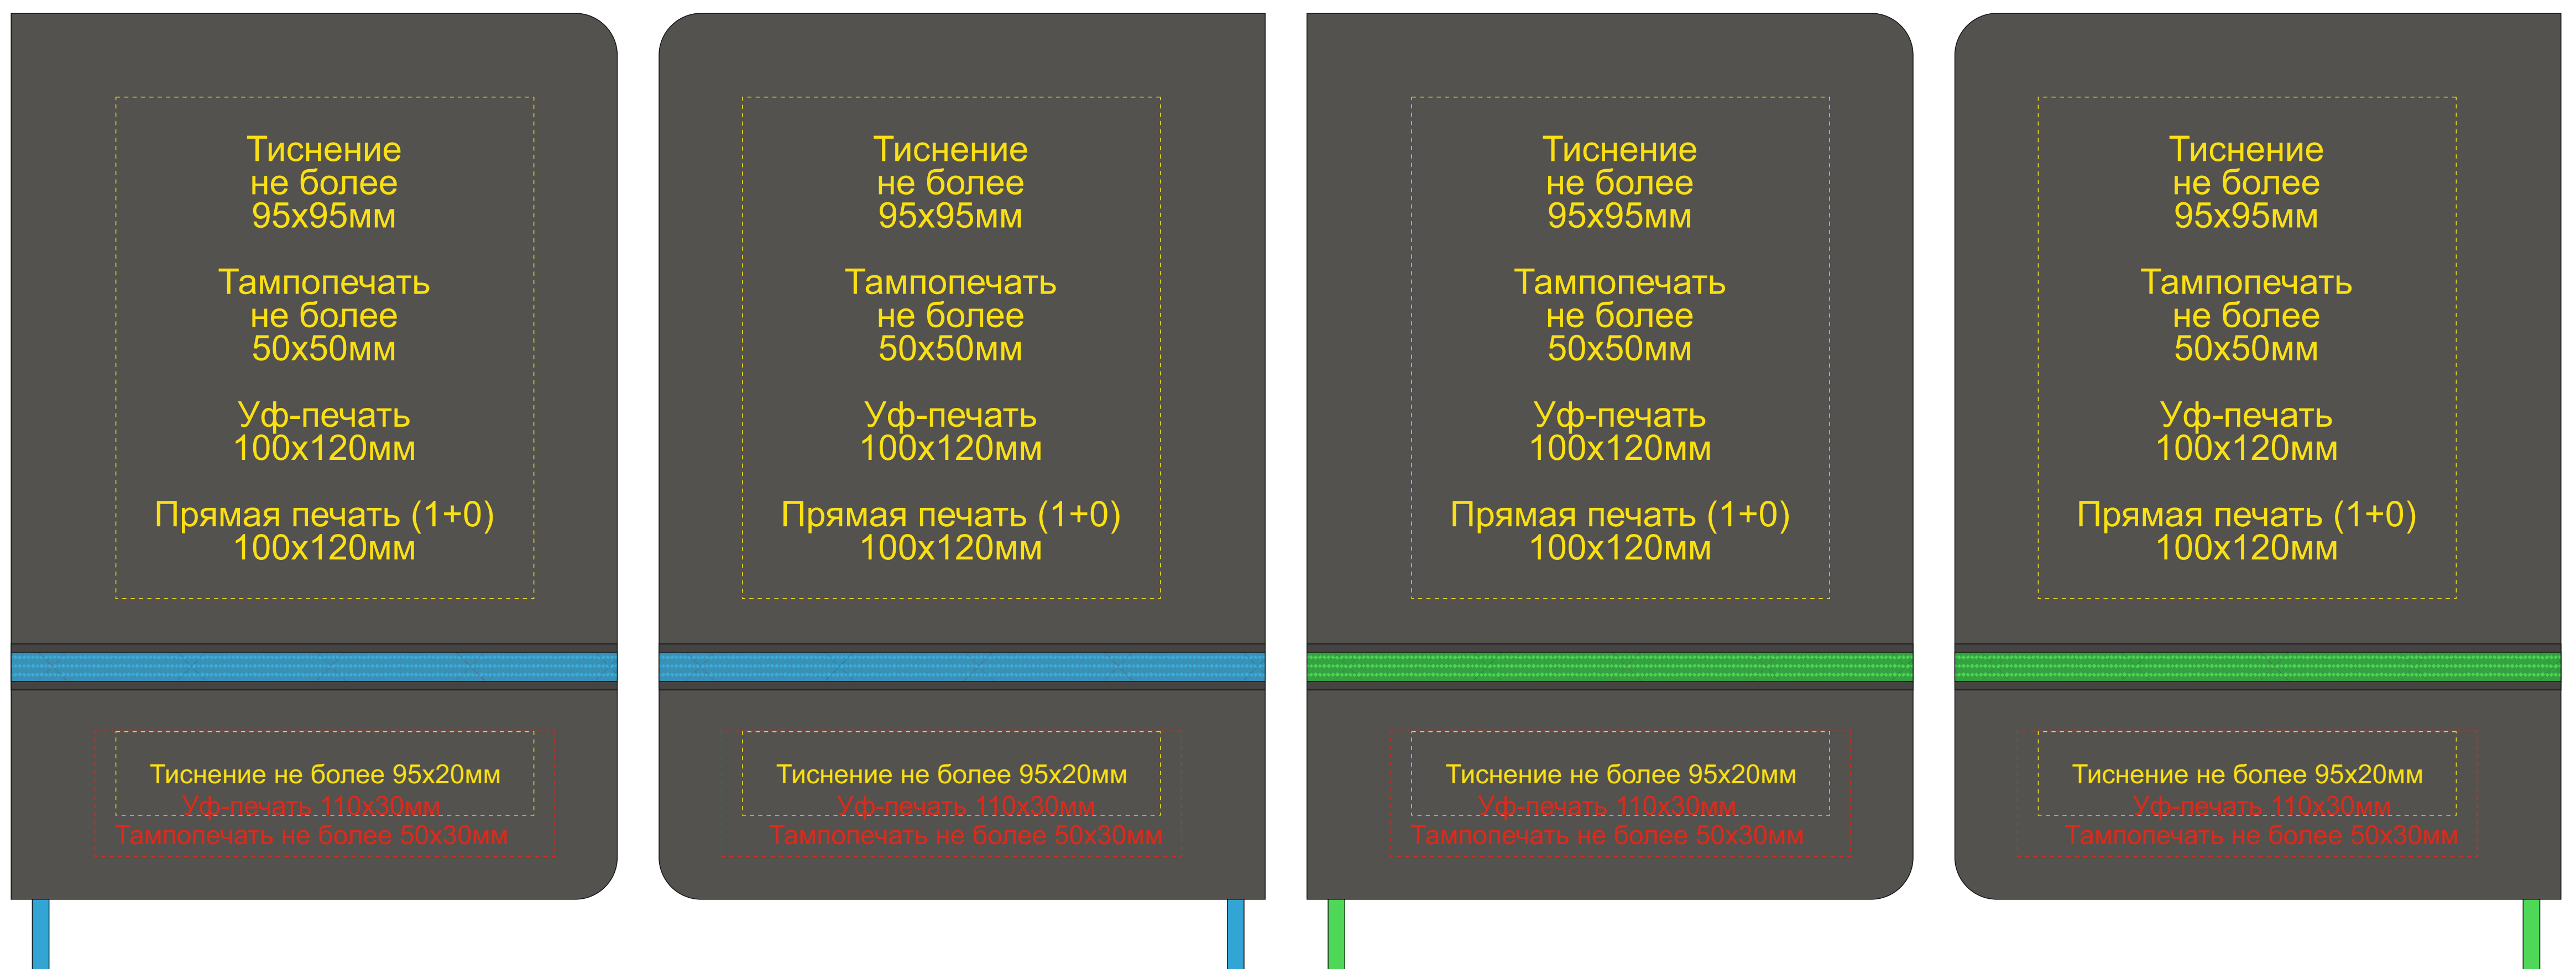 Тиснение
не более
95х95мм
Тампопечать
не более
50х50мм
Уф-печать
100х120мм
Прямая печать (1+0)
100х120мм
Тиснение не более 95х20мм
Уф-печать 110х30мм
Тампопечать не более 50х30мм
Тиснение
не более
95х95мм
Тампопечать
не более
50х50мм
Уф-печать
100х120мм
Прямая печать (1+0)
100х120мм
Тиснение не более 95х20мм
Уф-печать 110х30мм
Тампопечать не более 50х30мм
Тиснение
не более
95х95мм
Тампопечать
не более
50х50мм
Уф-печать
100х120мм
Прямая печать (1+0)
100х120мм
Тиснение не более 95х20мм
Уф-печать 110х30мм
Тампопечать не более 50х30мм
Тиснение
не более
95х95мм
Тампопечать
не более
50х50мм
Уф-печать
100х120мм
Прямая печать (1+0)
100х120мм
Тиснение не более 95х20мм
Уф-печать 110х30мм
Тампопечать не более 50х30мм